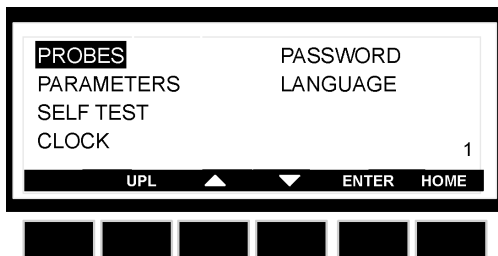 PROBES PASSWORD
PARAMETERS LANGUAGE
SELF TEST
CLOCK
1
UPL ENTER HOME